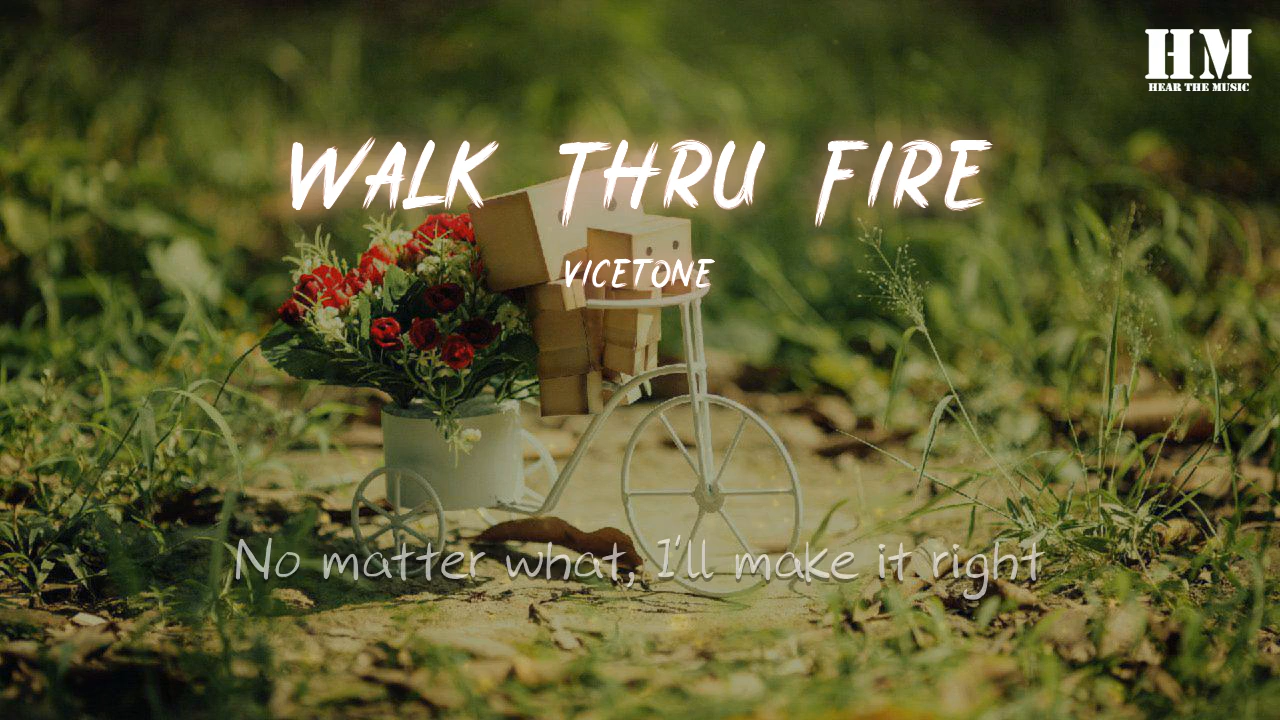 HM
HEAR THE MUSIC
WALK THRU FIRE
VICETONE
No matter what, I'll make it right